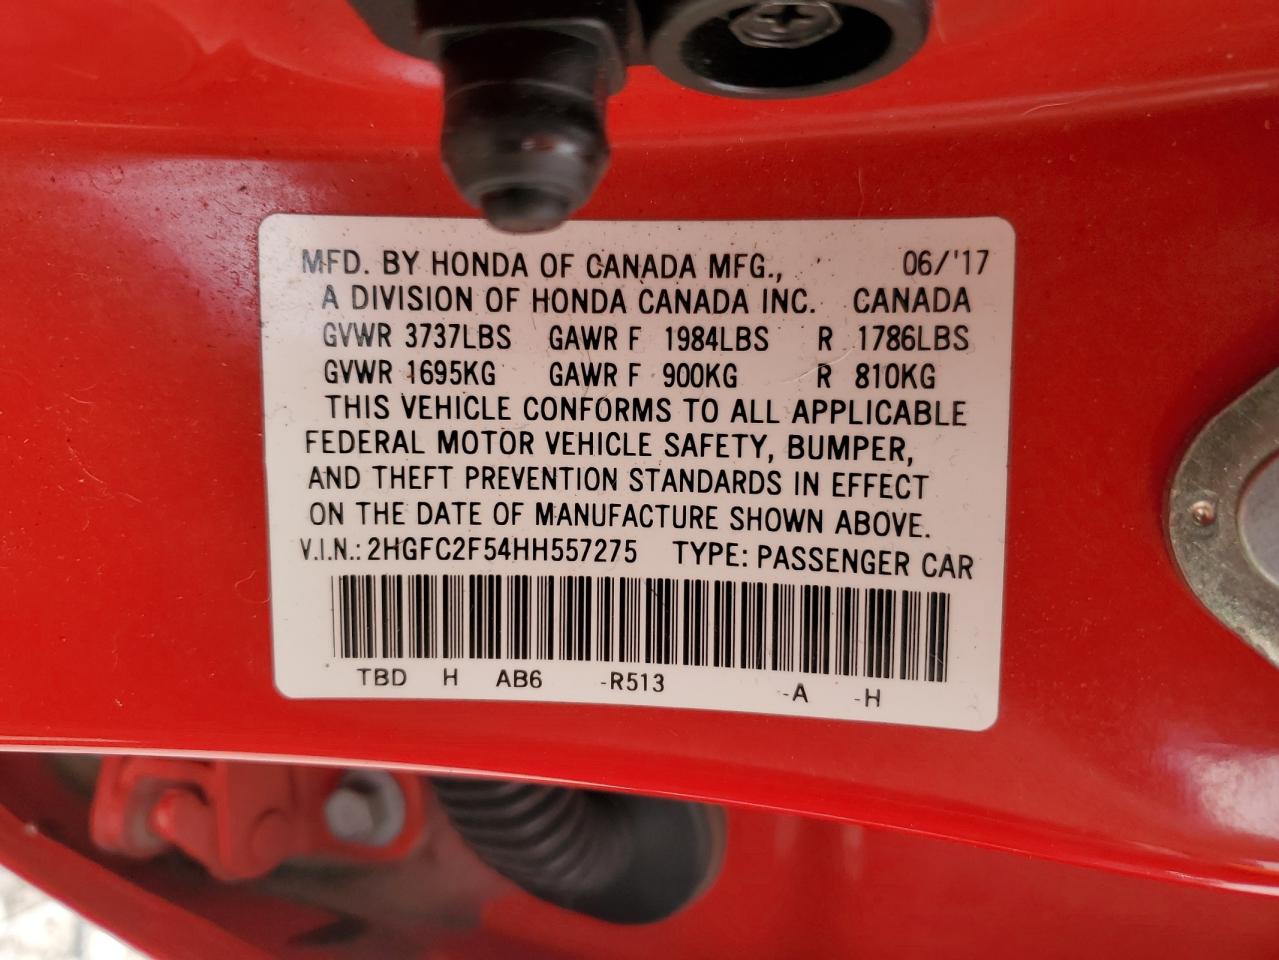 MFD. BY HONDA OF CANADA MFG., 06/'17
A DIVISION OF HONDA CANADA INC. CANADA
GVWR 3737LBS GAWR F 1984LBS R 1786LBS
GVWR 1695KG GAWR F 900KG R 810KG
THIS VEHICLE CONFORMS TO ALL APPLICABLE
FEDERAL MOTOR VEHICLE SAFETY, BUMPER,
AND THEFT PREVENTION STANDARDS IN EFFECT
ON THE DATE OF MANUFACTURE SHOWN ABOVE.
V.I.N.: 2HGFC2F54HH557275 TYPE: PASSENGER CAR
TBD H AB6 -R513 -A -H